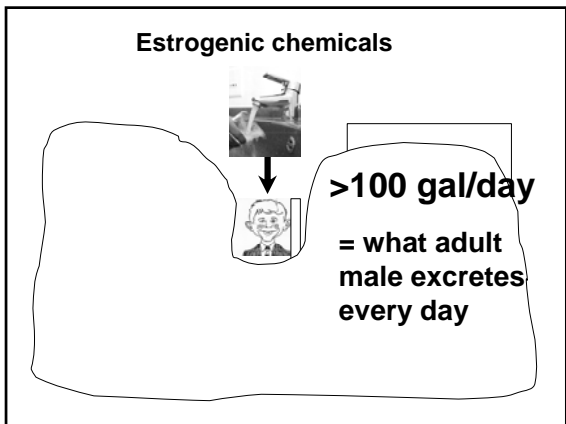 Estrogenic chemicals
>100 gal/day
= what adult
male excretes
every day